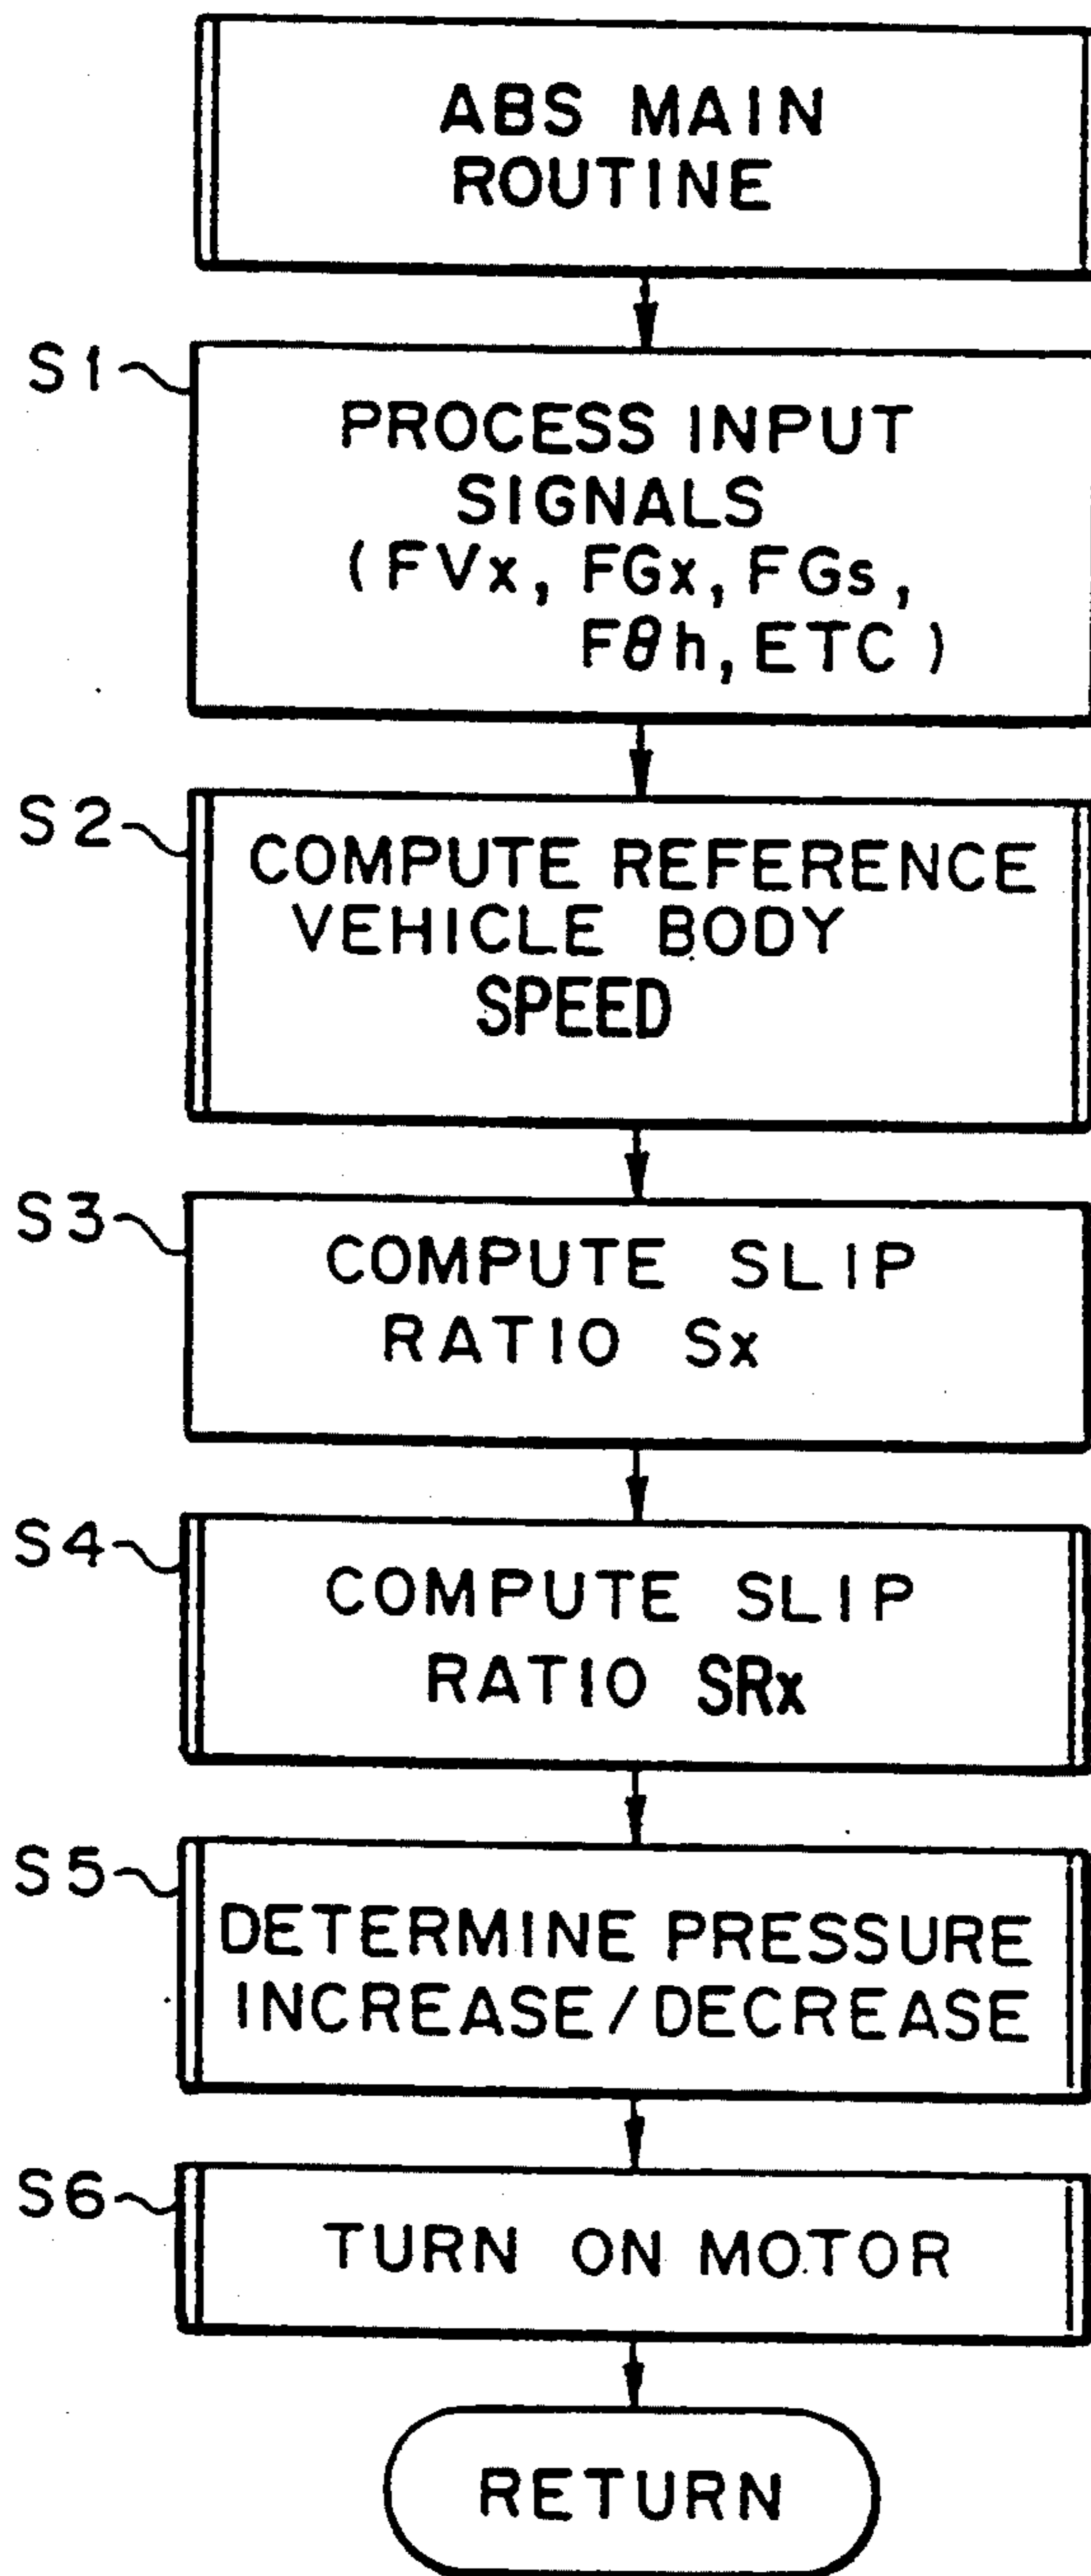 ABS MAIN
ROUTINE
S1
PROCESS INPUT
SIGNALS
(FVx, FGx, FGs,
Fθh, ETC)
S2
COMPUTE REFERENCE
VEHICLE BODY
SPEED
S3
COMPUTE SLIP
RATIO Sx
S4
COMPUTE SLIP
RATIO SRx
S5
DETERMINE PRESSURE
INCREASE/DECREASE
S6
TURN ON MOTOR
RETURN